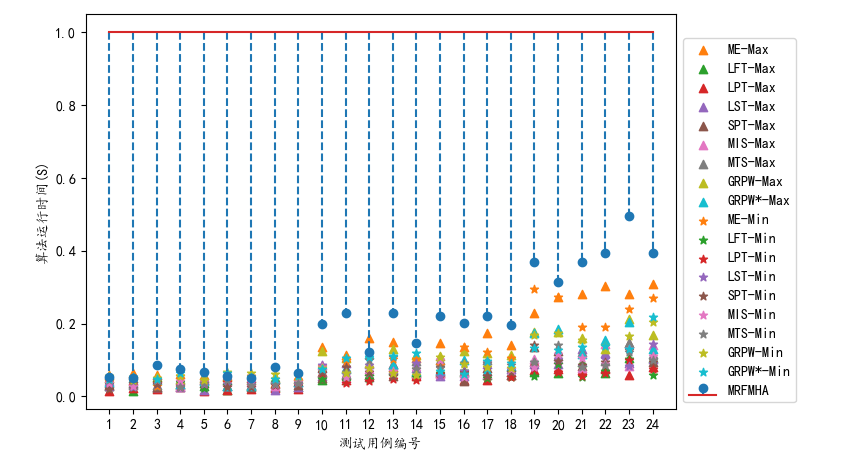 1.0
0.8
0.6
0.4
0.2
0.0
算法运行时间(S)
1 2 3 4 5 6 7 8 9 10 11 12 13 14 15 16 17 18 19 20 21 22 23 24
测试用例编号
ME-Max
LFT-Max
LPT-Max
LST-Max
SPT-Max
MIS-Max
MTS-Max
GRPW-Max
GRPW*-Max
ME-Min
LFT-Min
LPT-Min
LST-Min
SPT-Min
MIS-Min
MTS-Min
GRPW-Min
GRPW*-Min
MRFMHA